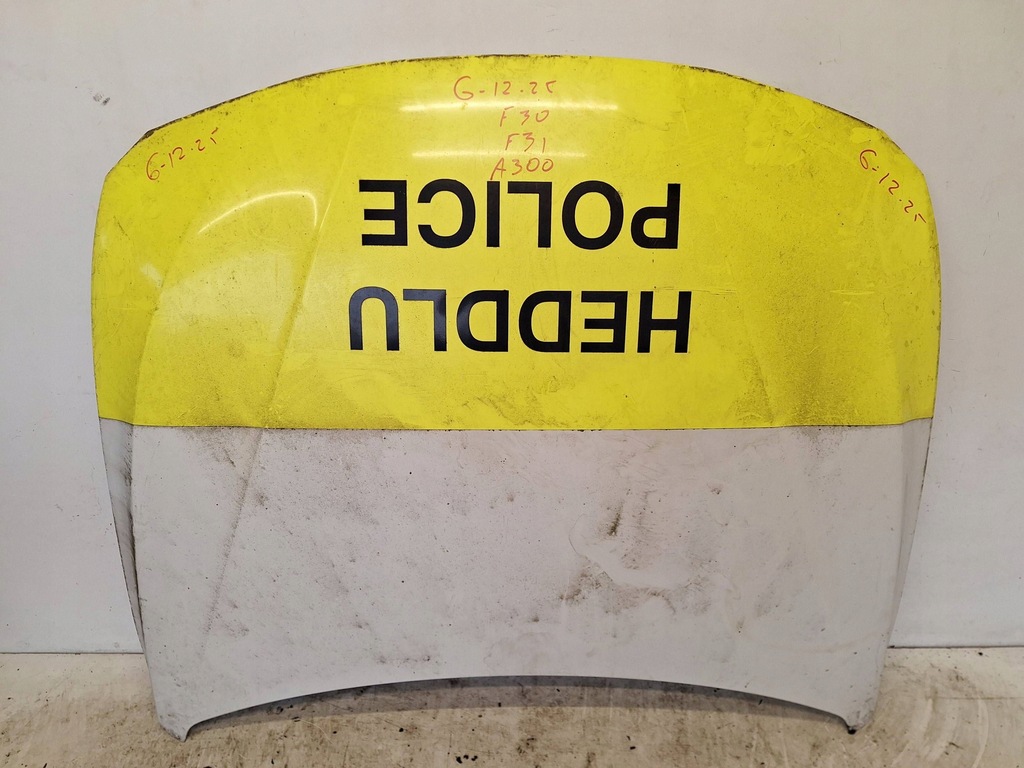 G-12.25
F30
F31
A300
G-12.25
G-12.25
HEDDLU
POLICE